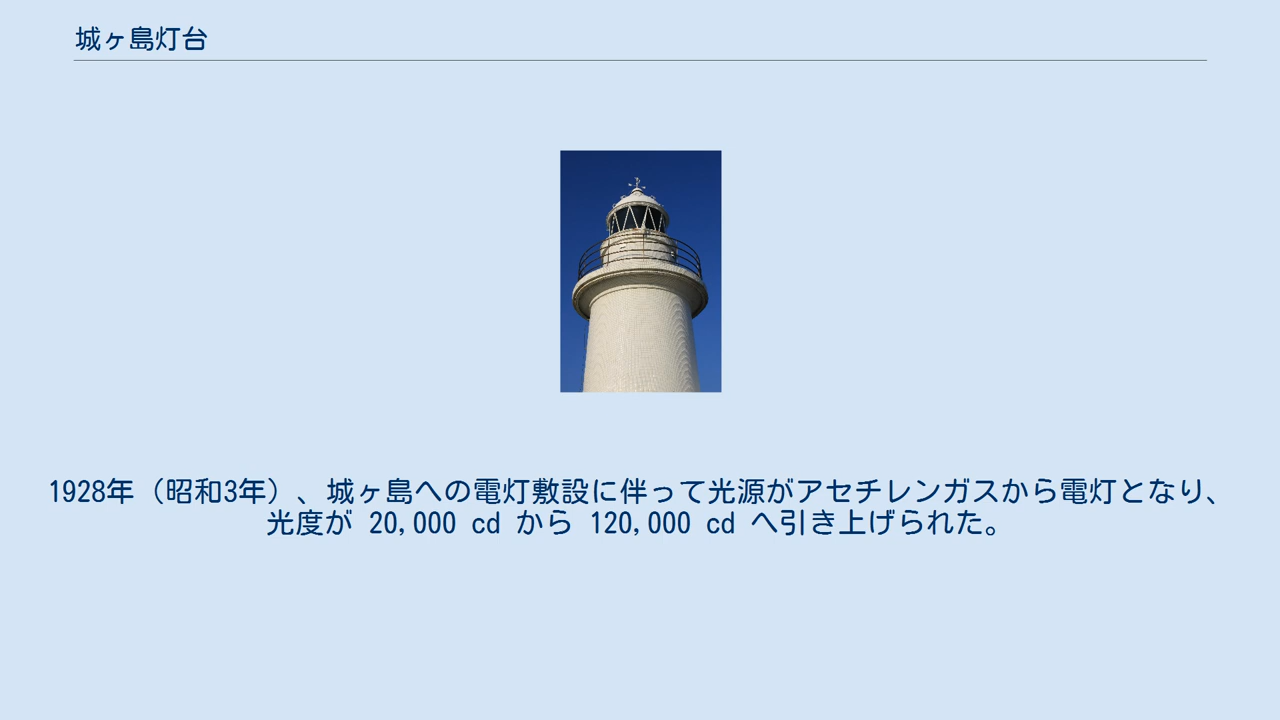 城ヶ島灯台
1928年（昭和3年）、城ヶ島への電灯敷設に伴って光源がアセチレンガスから電灯となり、
光度が 20,000 cd から 120,000 cd へ引き上げられた。